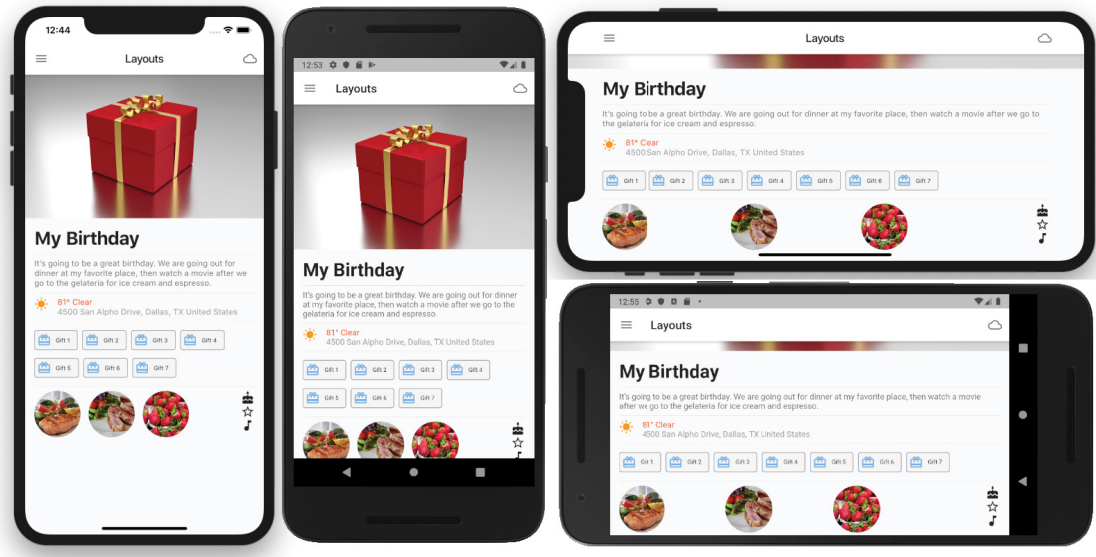 12:44
Layouts
My Birthday
It's going to be a great birthday. We are going out for
dinner at my favorite place, then watch a movie after we
go to the gelateria for ice cream and espresso.
81° Clear
4500 San Alpho Drive, Dallas, TX United States
Gift 1 Gift 2 Gift 3 Gift 4
Gift 5 Gift 6 Gift 7
12:53
Layouts
My Birthday
It's going to be a great birthday. We are going out for dinner
at my favorite place, then watch a movie after we go to the
gelateria for ice cream and espresso.
81° Clear
4500 San Alpho Drive, Dallas, TX United States
Gift 1 Gift 2 Gift 3 Gift 4
Gift 5 Gift 6 Gift 7
Layouts
My Birthday
It's going to be a great birthday. We are going out for dinner at my favorite place, then watch a movie after we go to
the gelateria for ice cream and espresso.
81° Cear
4500 San Alpho Drive, Dallas, TX United States
Gift 1 Gift 2 Gift 3 Gift 4 Gift 5 Gift 6 Gift 7
12:55
Layouts
My Birthday
It's going to be a great birthday. We are going out for dinner at my favorite place, then watch a movie
after we go to the gelateria for ice cream and espresso.
81° Clear
4500 San Alpho Drive, Dallas, TX United States
Gift 1 Gift 2 Gift 3 Gift 4 Gift 5 Gift 6 Gift 7